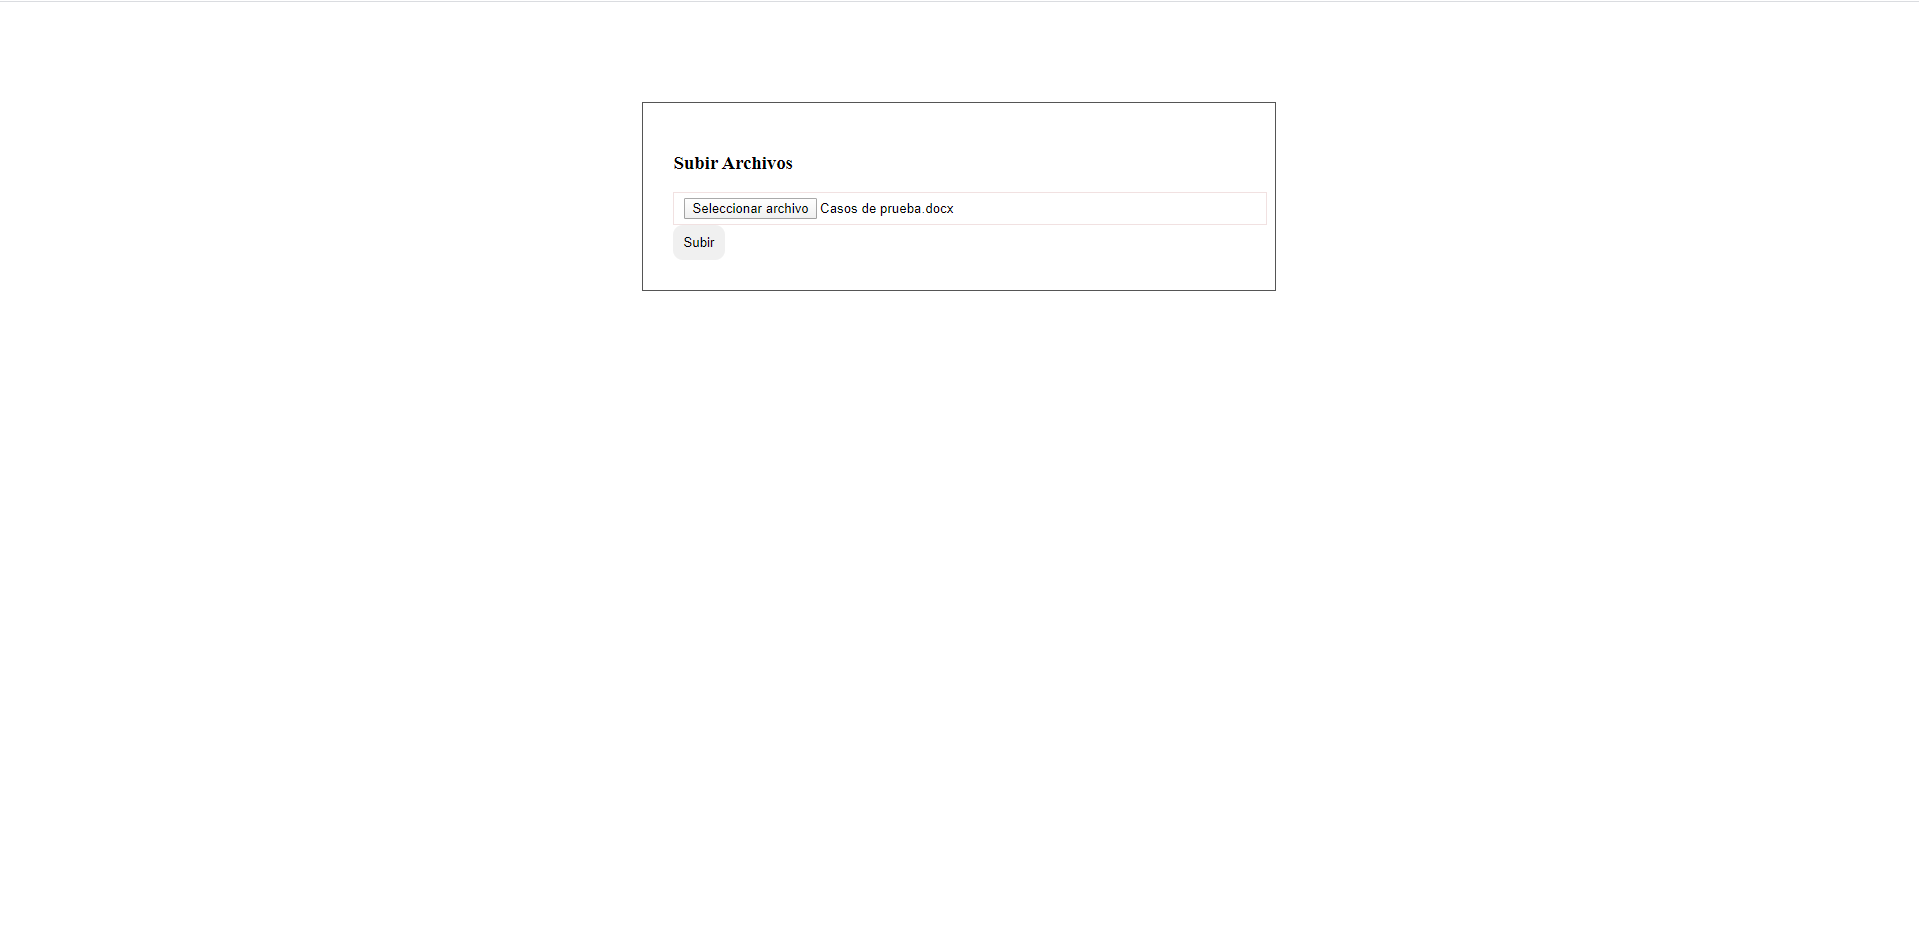 Subir Archivos
Seleccionar archivo Casos de prueba.docx
Subir